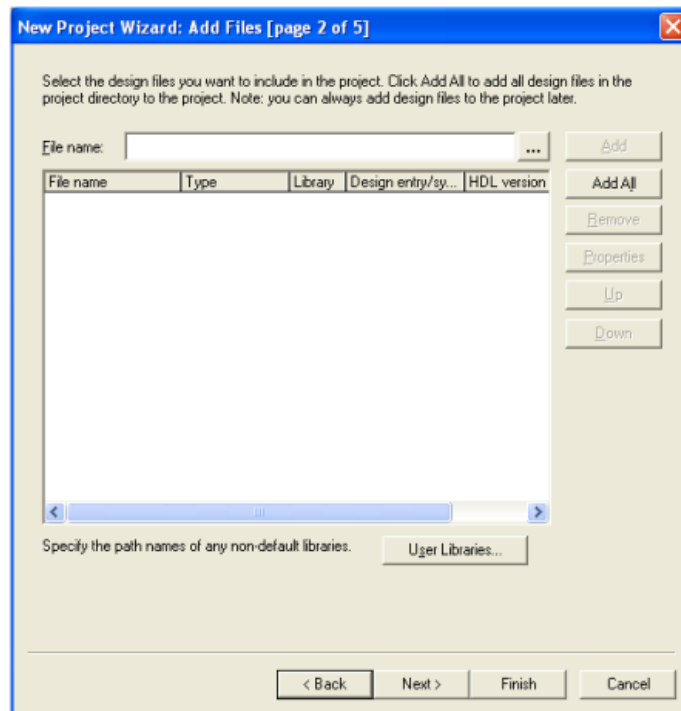 New Project Wizard: Add Files [page 2 of 5]
Select the design files you want to include in the project. Click Add All to add all design files in the
project directory to the project. Note: you can always add design files to the project later.
File name: ... Add
File name Type Library Design entry/sy... HDL version Add All
Remove
Properties
Up
Down
Specify the path names of any non-default libraries. User Libraries...
< Back Next > Finish Cancel